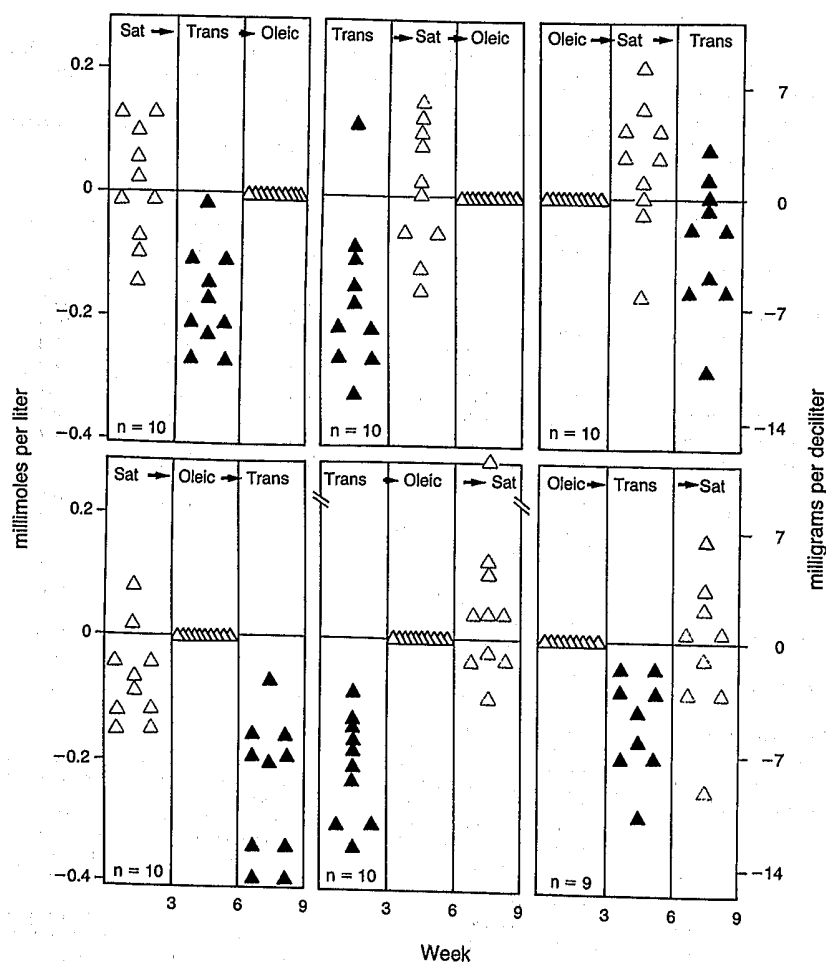 Sat → Trans → Oleic
Trans → Sat → Oleic
Oleic → Sat → Trans
0.2
0
−0.2
−0.4
7
0
−7
−14
n = 10
n = 10
n = 10
millimoles per liter
milligrams per deciliter
Sat → Oleic → Trans
Trans → Oleic → Sat
Oleic → Trans → Sat
0.2
0
−0.2
−0.4
7
0
−7
−14
n = 10
n = 10
n = 9
3 6 9
3 6 9
3 6 9
Week